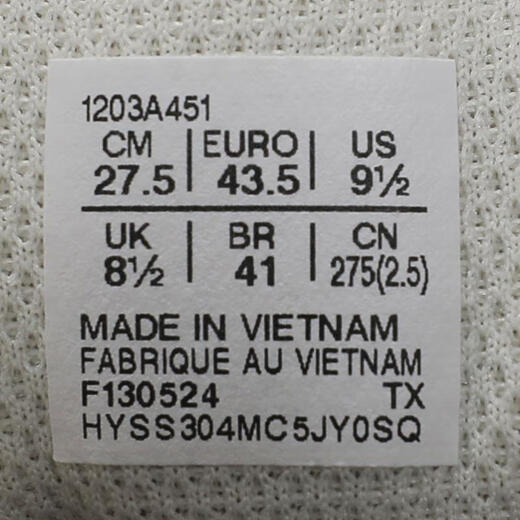 1203A451
CM EURO US
27.5 43.5 9½
UK BR CN
8½ 41 275(2.5)
MADE IN VIETNAM
FABRIQUE AU VIETNAM
F130524 TX
HYSS304MC5JY0SQ